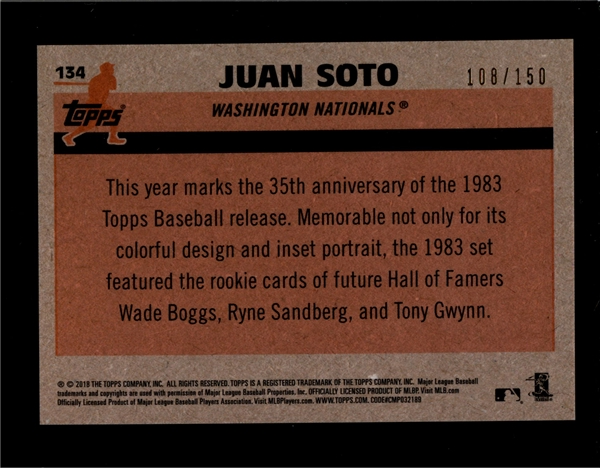 134
JUAN SOTO
108/150
Topps
WASHINGTON NATIONALS®
This year marks the 35th anniversary of the 1983
Topps Baseball release. Memorable not only for its
colorful design and inset portrait, the 1983 set
featured the rookie cards of future Hall of Famers
Wade Boggs, Ryne Sandberg, and Tony Gwynn.
® © 2018 THE TOPPS COMPANY, INC. ALL RIGHTS RESERVED. TOPPS IS A REGISTERED TRADEMARK OF THE TOPPS COMPANY, INC. Major League Baseball
trademarks and copyrights are used with permission of Major League Baseball Properties, Inc. OFFICIALLY LICENSED PRODUCT OF MLBP. Visit MLB.com
Officially Licensed Product of Major League Baseball Players Association. Visit MLBPlayers.com. WWW.TOPPS.COM. CODE#CMP032189